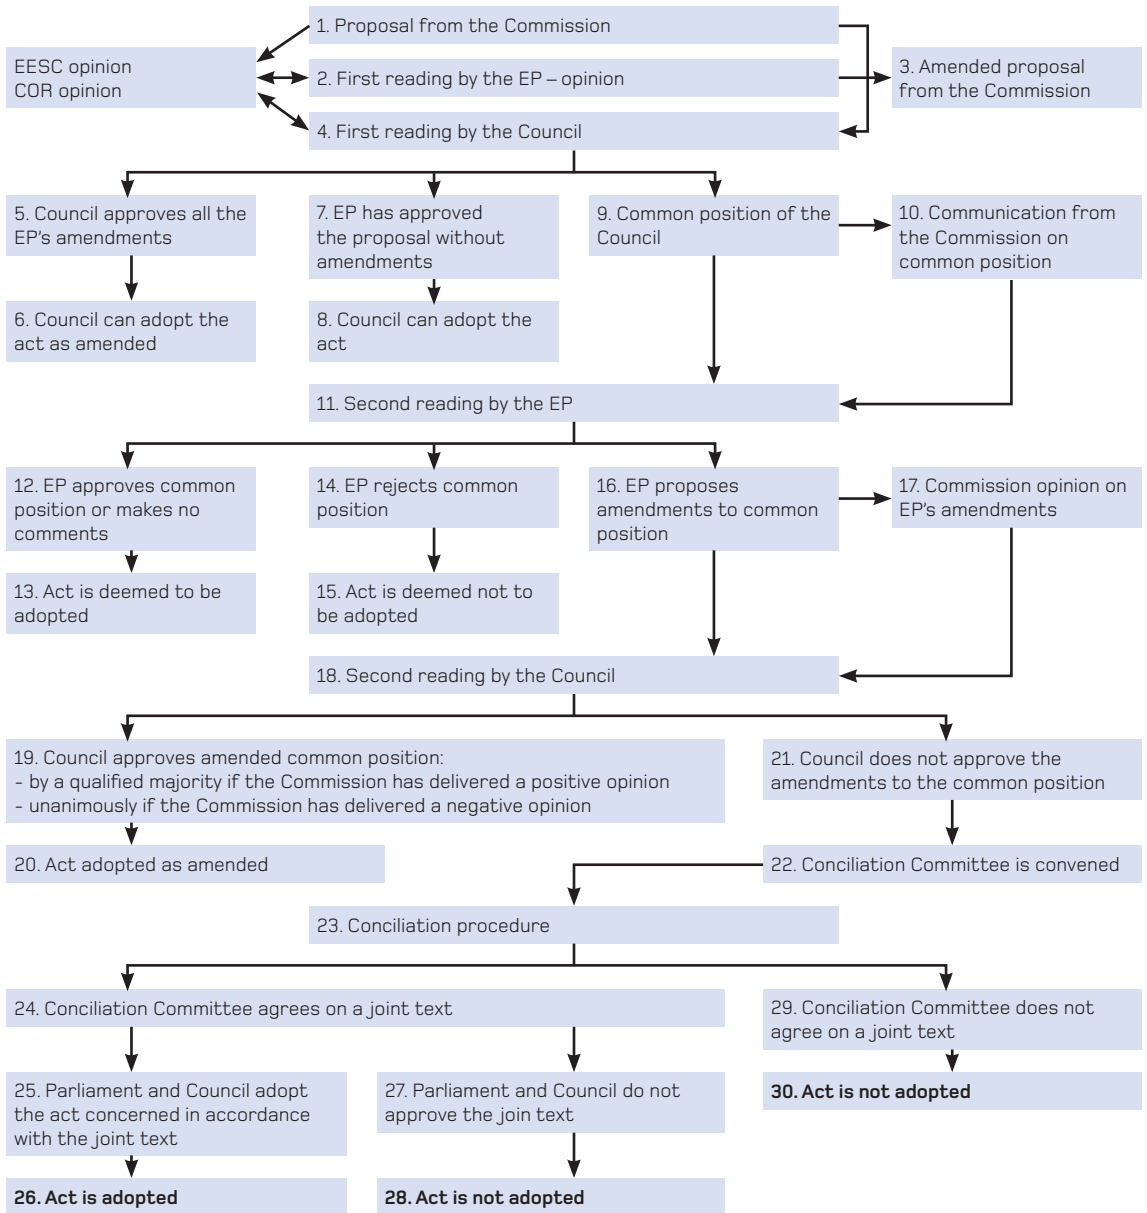 1. Proposal from the Commission
EESC opinion
COR opinion
2. First reading by the EP – opinion
3. Amended proposal
from the Commission
4. First reading by the Council
5. Council approves all the
EP's amendments
7. EP has approved
the proposal without
amendments
9. Common position of the
Council
10. Communication from
the Commission on
common position
6. Council can adopt the
act as amended
8. Council can adopt the
act
11. Second reading by the EP
12. EP approves common
position or makes no
comments
14. EP rejects common
position
16. EP proposes
amendments to common
position
17. Commission opinion on
EP's amendments
13. Act is deemed to be
adopted
15. Act is deemed not to
be adopted
18. Second reading by the Council
19. Council approves amended common position:
- by a qualified majority if the Commission has delivered a positive opinion
- unanimously if the Commission has delivered a negative opinion
21. Council does not approve the
amendments to the common position
20. Act adopted as amended
22. Conciliation Committee is convened
23. Conciliation procedure
24. Conciliation Committee agrees on a joint text
29. Conciliation Committee does not
agree on a joint text
25. Parliament and Council adopt
the act concerned in accordance
with the joint text
27. Parliament and Council do not
approve the join text
30. Act is not adopted
26. Act is adopted
28. Act is not adopted